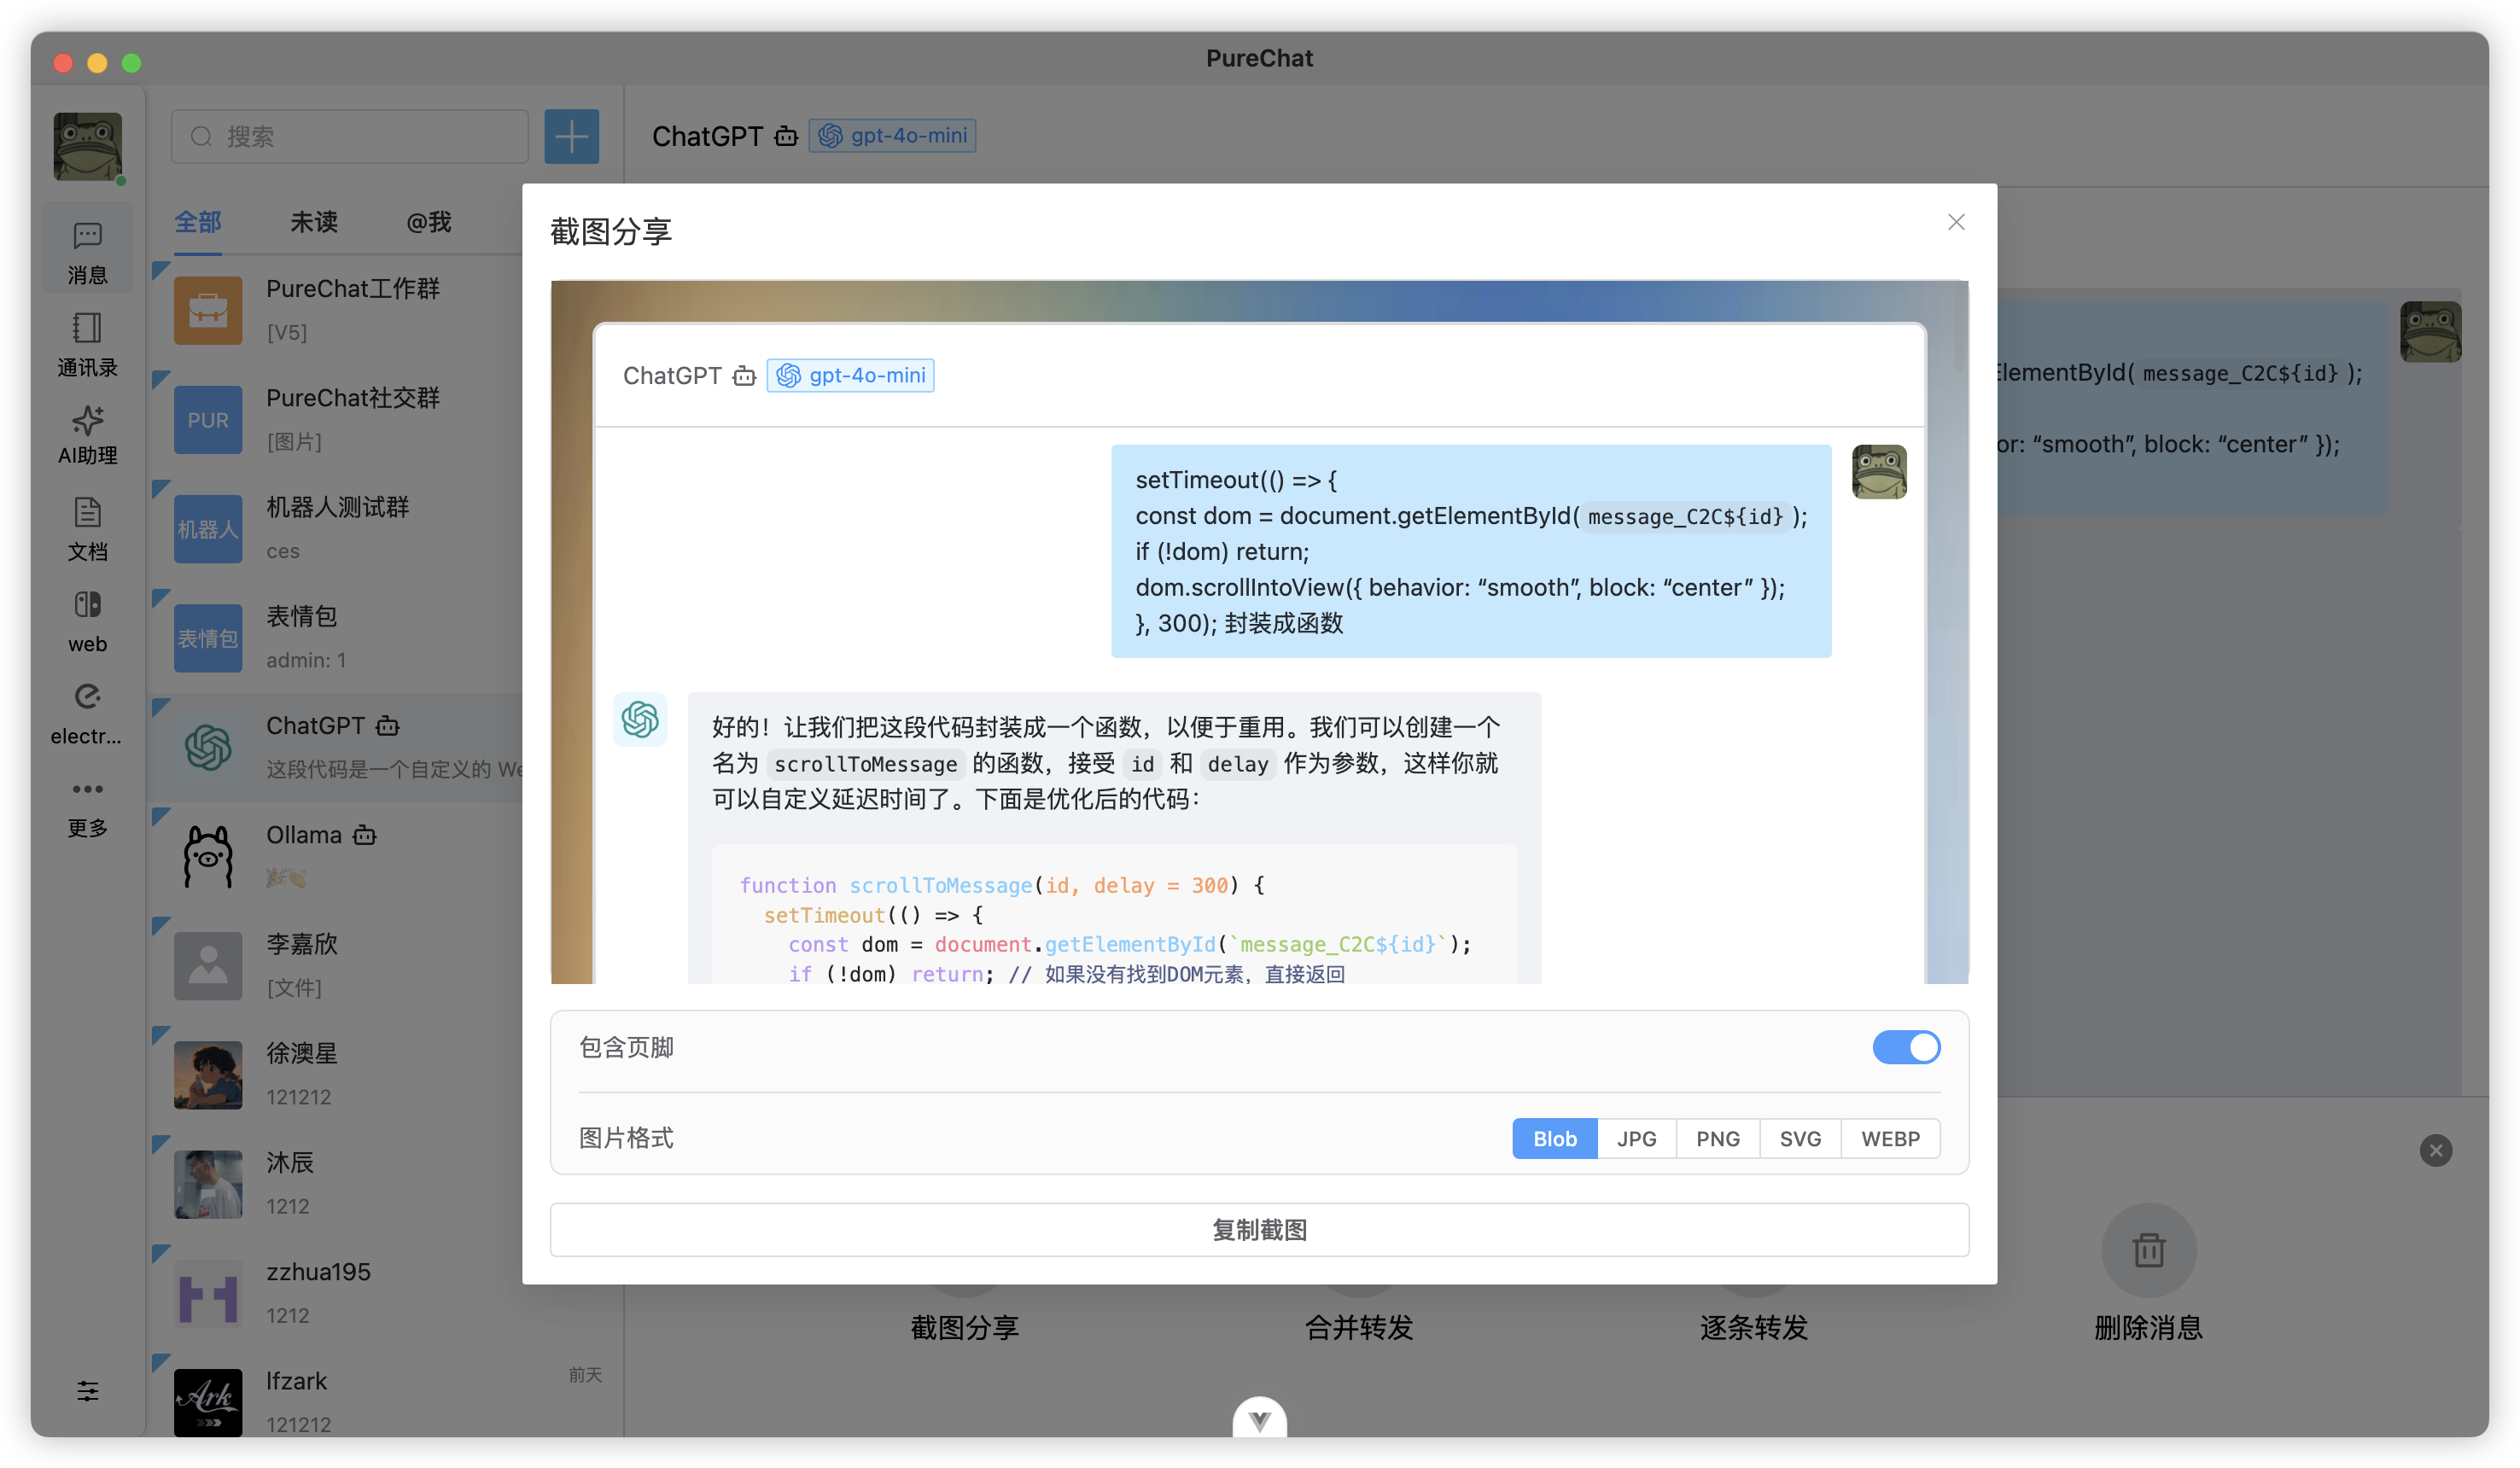 PureChat
搜索
全部 未读 @我
消息
通讯录
AI助理
文档
web
electr...
更多
PureChat工作群
[V5]
PUR
PureChat社交群
[图片]
机器人
机器人测试群
ces
表情包
表情包
admin: 1
ChatGPT
这段代码是一个自定义的 We
Ollama
李嘉欣
[文件]
徐澳星
121212
沐辰
1212
zzhua195
1212
Ark
lfzark
前天
121212
ChatGPT gpt-4o-mini
ElementById( message_C2C${id} );
or: “smooth”, block: “center” });
截图分享
ChatGPT gpt-4o-mini
setTimeout(() => {
const dom = document.getElementById( message_C2C${id} );
if (!dom) return;
dom.scrollIntoView({ behavior: “smooth”, block: “center” });
}, 300); 封装成函数
好的！让我们把这段代码封装成一个函数，以便于重用。我们可以创建一个
名为 scrollToMessage 的函数，接受 id 和 delay 作为参数，这样你就
可以自定义延迟时间了。下面是优化后的代码：
function scrollToMessage(id, delay = 300) {
setTimeout(() => {
const dom = document.getElementById(`message_C2C${id}`);
if (!dom) return; // 如果没有找到DOM元素，直接返回
包含页脚
图片格式
Blob JPG PNG SVG WEBP
复制截图
截图分享 合并转发 逐条转发 删除消息